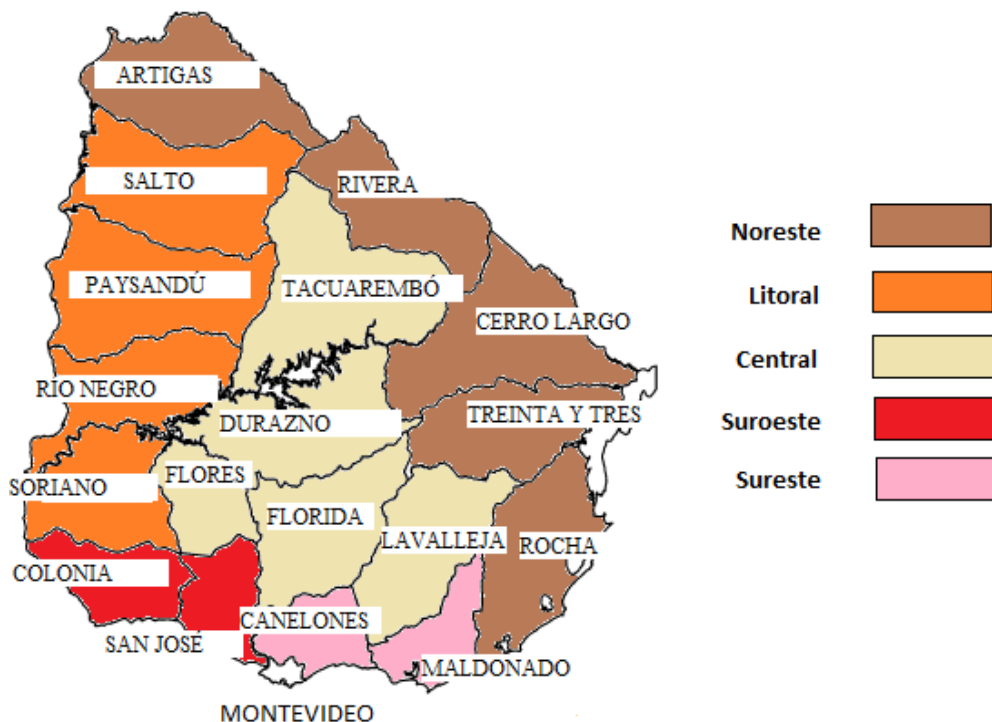 ARTIGAS
SALTO
RIVERA
PAYSANDÚ
TACUAREMBÓ
CERRO LARGO
RÍO NEGRO
DURAZNO
TREINTA Y TRES
SORIANO
FLORES
FLORIDA
LAVALLEJA
ROCHA
COLONIA
SAN JOSÉ
CANELONES
MALDONADO
MONTEVIDEO
Noreste
Litoral
Central
Suroeste
Sureste